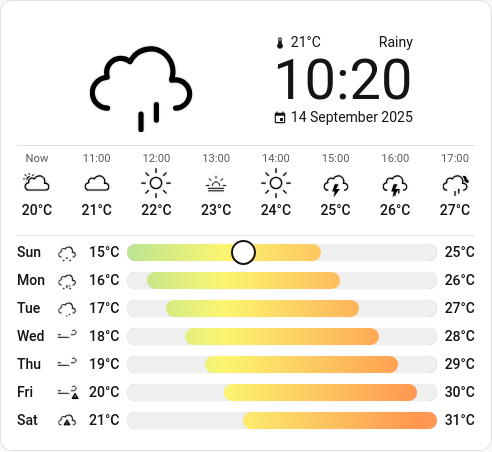 21°C Rainy
10:20
14 September 2025
Now 11:00 12:00 13:00 14:00 15:00 16:00 17:00
20°C 21°C 22°C 23°C 24°C 25°C 26°C 27°C
Sun 15°C 25°C
Mon 16°C 26°C
Tue 17°C 27°C
Wed 18°C 28°C
Thu 19°C 29°C
Fri 20°C 30°C
Sat 21°C 31°C